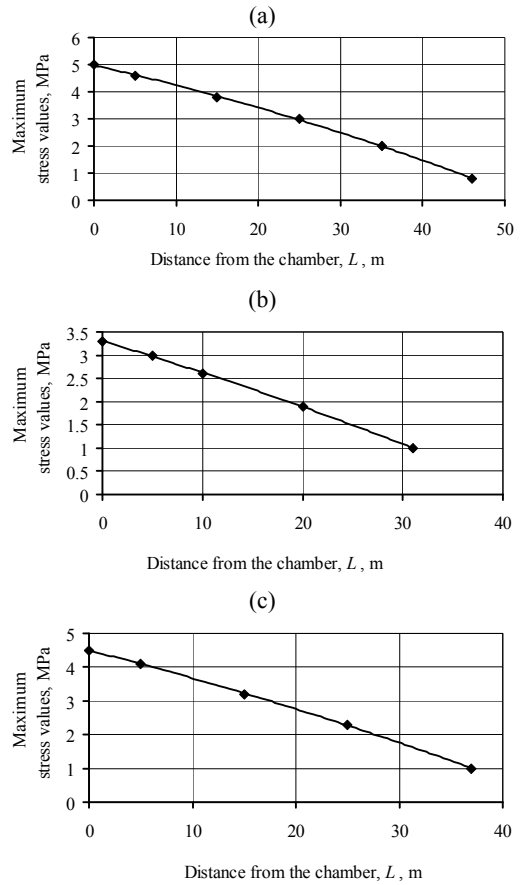 (a)
Maximum
stress values, MPa
6
5
4
3
2
1
0
0 10 20 30 40 50
Distance from the chamber, L , m
(b)
Maximum
stress values, MPa
3.5
3
2.5
2
1.5
1
0.5
0
0 10 20 30 40
Distance from the chamber, L , m
(c)
Maximum
stress values, MPa
5
4
3
2
1
0
0 10 20 30 40
Distance from the chamber, L , m